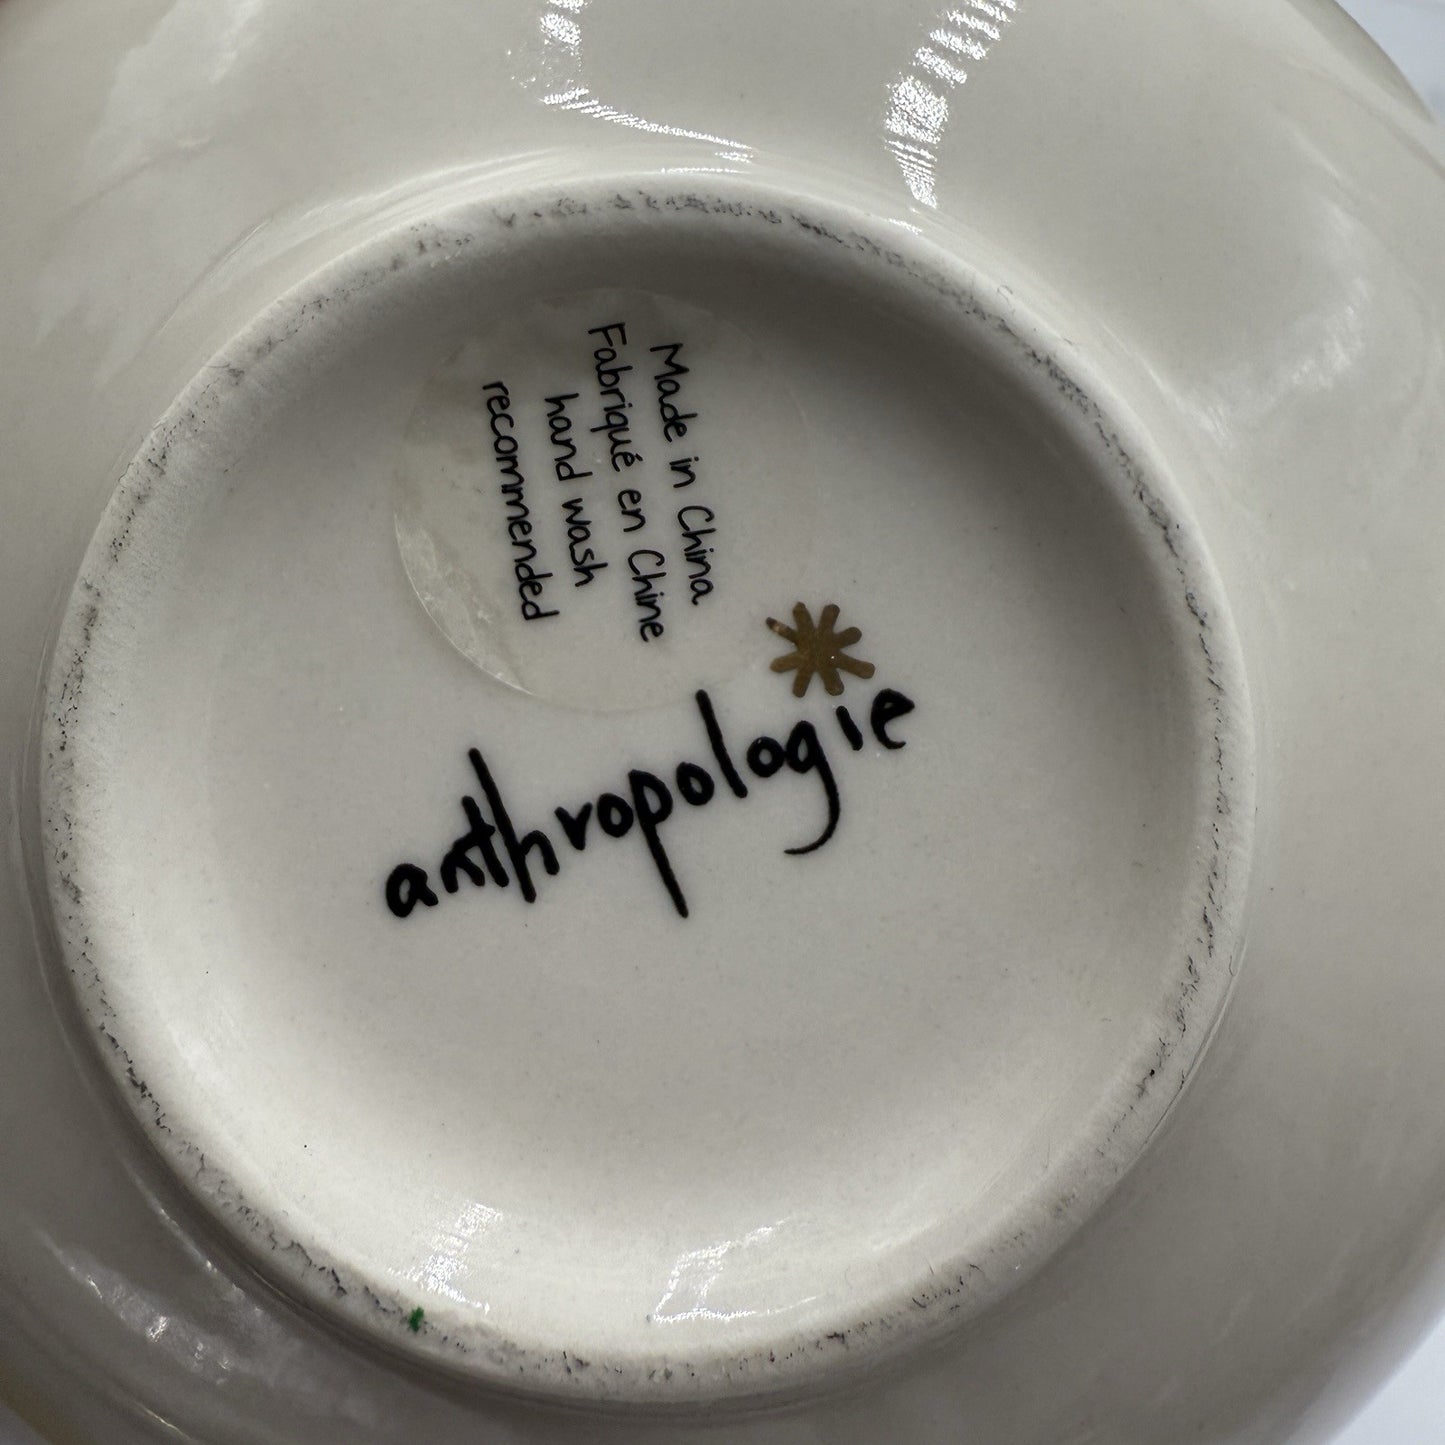 Made in China
Fabriqué en Chine
hand wash
recommended
anthropologie